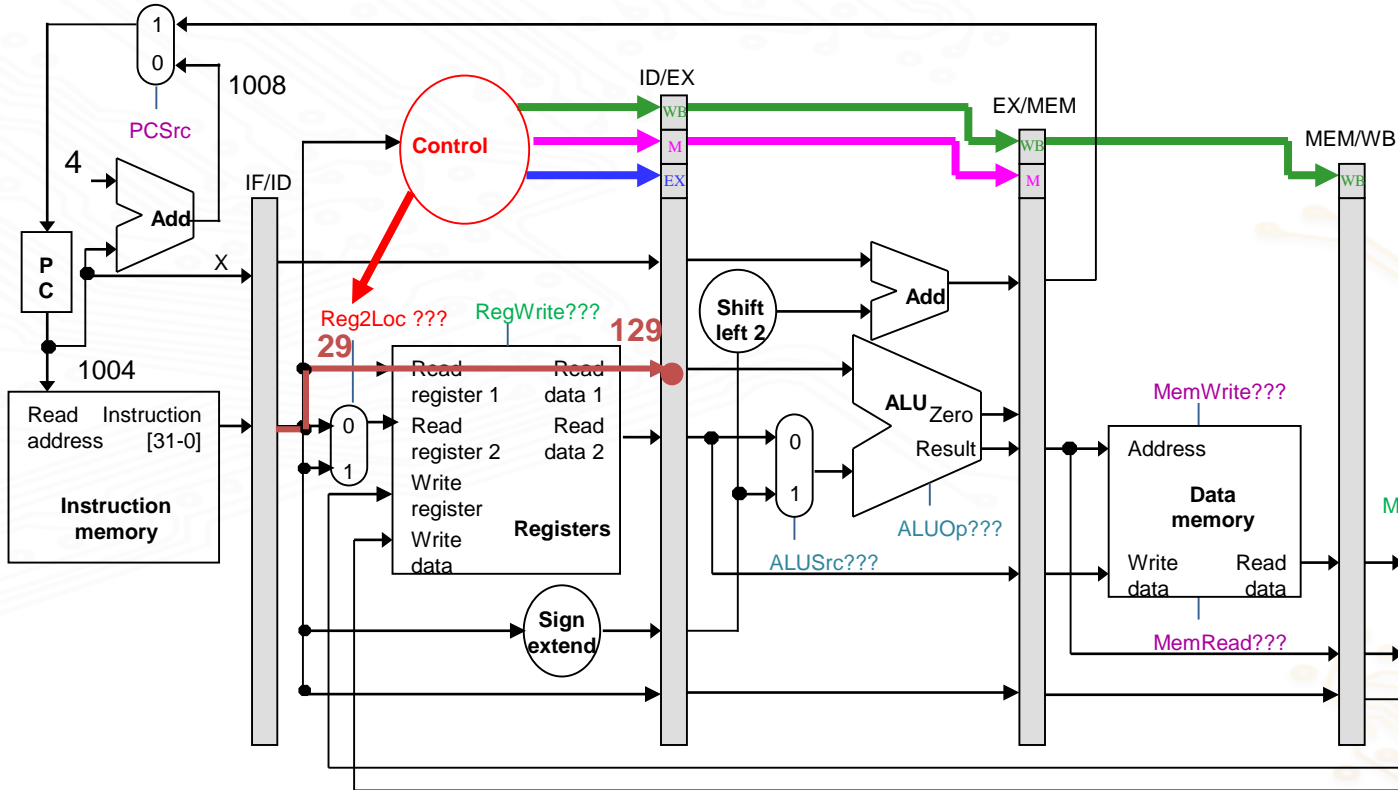 1
0
1008
PCSrc
4
Add
P
C
X
1004
Read
address
Instruction
[31-0]
Instruction
memory
IF/ID
Control
Reg2Loc ???
29
0
1
RegWrite???
129
Read
register 1
Read
register 2
Write
register
Write
data
Read
data 1
Read
data 2
Registers
Sign
extend
ID/EX
WB
M
EX
Shift
left 2
Add
ALU
Zero
Result
0
1
ALUSrc???
ALUOp???
EX/MEM
WB
M
MemWrite???
Address
Data
memory
Write
data
Read
data
MemRead???
MEM/WB
WB
M